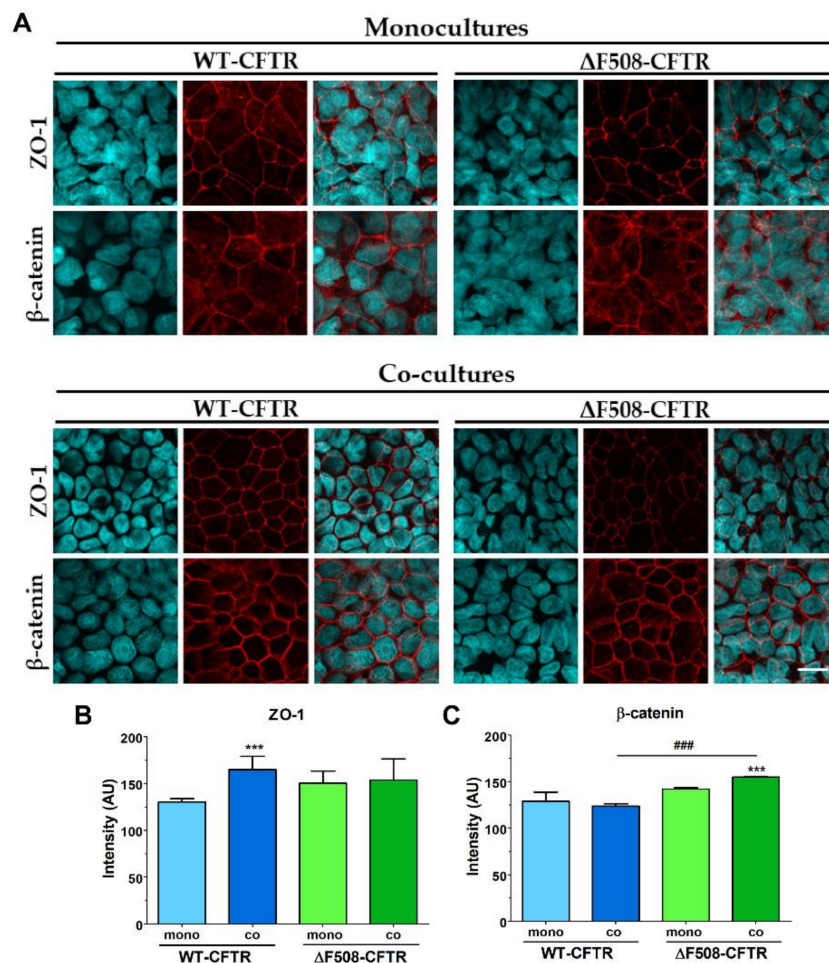 A
Monocultures
WT-CFTR ΔF508-CFTR
ZO-1
β-catenin
Co-cultures
WT-CFTR ΔF508-CFTR
ZO-1
β-catenin
B
ZO-1
Intensity (AU)
200
150
100
50
0
***
mono co mono co
WT-CFTR ΔF508-CFTR
C
β-catenin
Intensity (AU)
200
150
100
50
0
###
***
mono co mono co
WT-CFTR ΔF508-CFTR